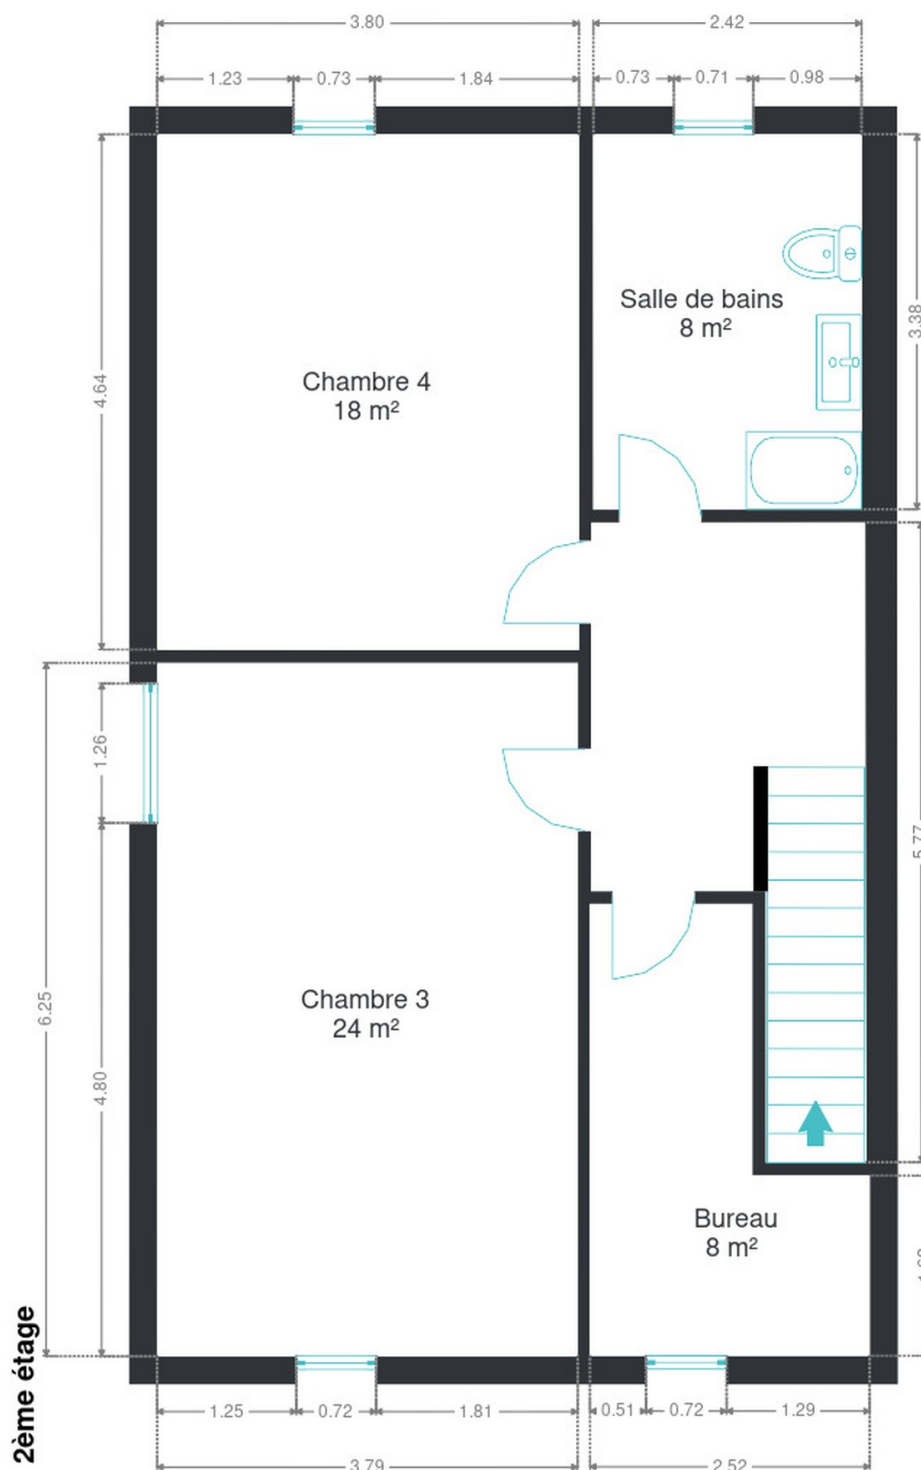 3.80
2.42
1.23
0.73
1.84
0.73
0.71
0.98
4.64
3.38
Salle de bains
8 m²
Chambre 4
18 m²
1.26
5.77
6.25
4.80
Chambre 3
24 m²
Bureau
8 m²
2ème étage
1.25
0.72
1.81
0.51
0.72
1.29
3.79
2.52